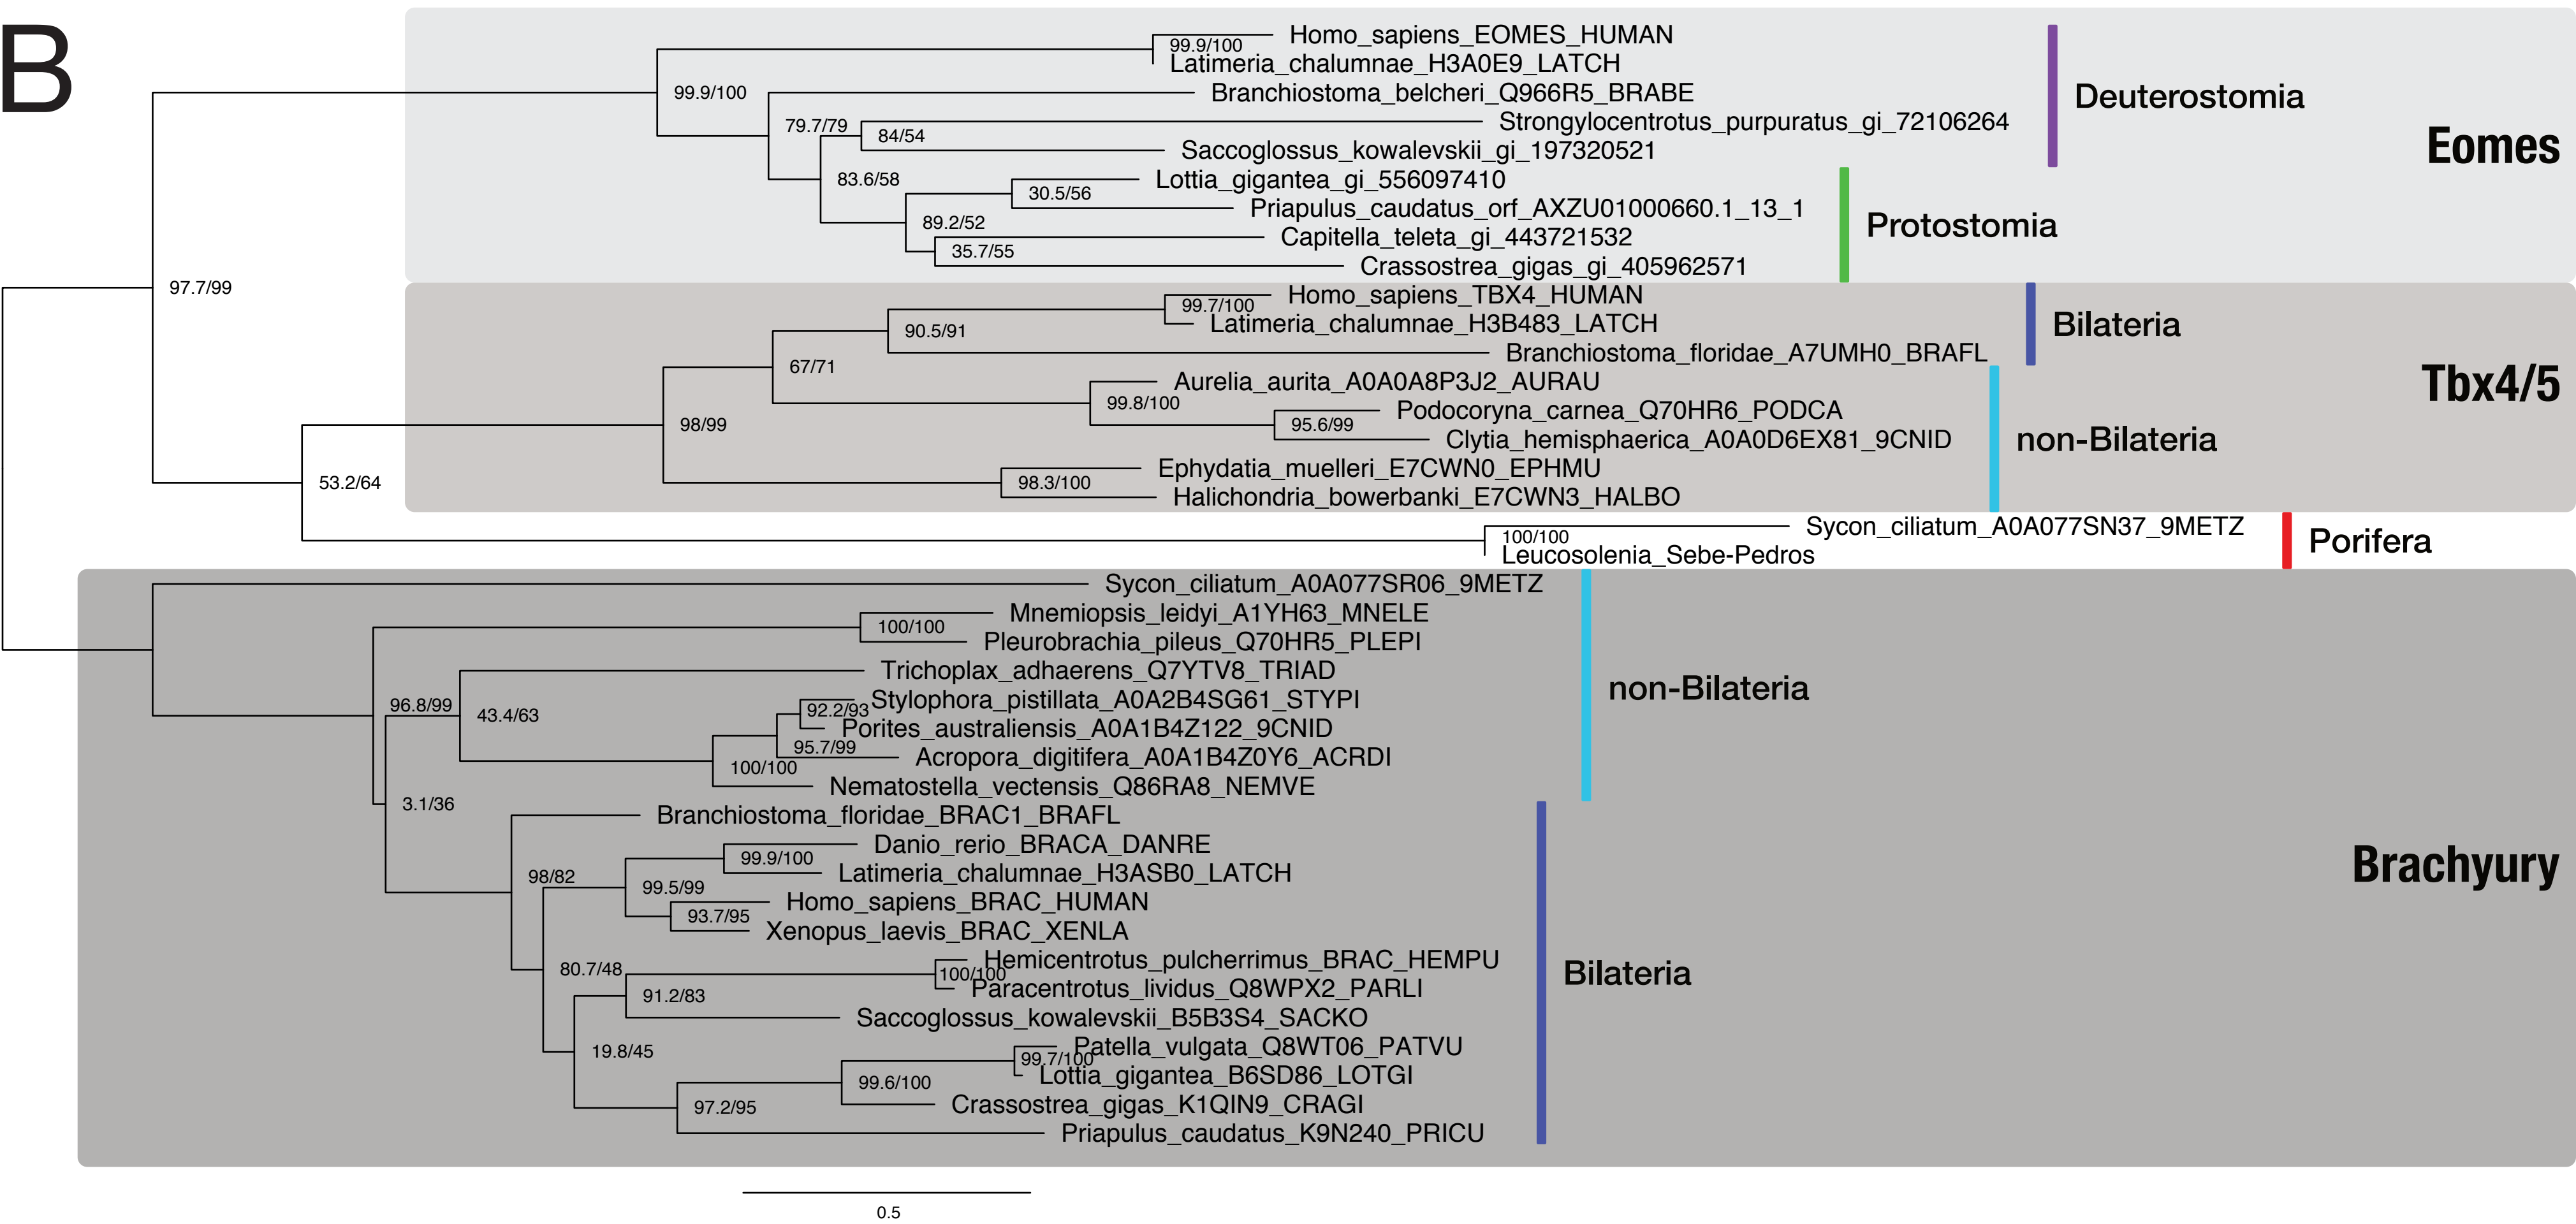 B
Homo_sapiens_EOMES_HUMAN
99.9/100
Latimeria_chalumnae_H3A0E9_LATCH
99.9/100
Branchiostoma_belcheri_Q966R5_BRABE
Deuterostomia
79.7/79
Strongylocentrotus_purpuratus_gi_72106264
84/54
Eomes
Saccoglossus_kowalevskii_gi_197320521
83.6/58
Lottia_gigantea_gi_556097410
30.5/56
Priapulus_caudatus_orf_AXZU01000660.1_13_1
89.2/52
Protostomia
Capitella_teleta_gi_443721532
35.7/55
Crassostrea_gigas_gi_405962571
97.7/99
Homo_sapiens_TBX4_HUMAN
99.7/100
Latimeria_chalumnae_H3B483_LATCH
Bilateria
90.5/91
Branchiostoma_floridae_A7UMH0_BRAFL
67/71
Aurelia_aurita_A0A0A8P3J2_AURAU
Tbx4/5
99.8/100
Podocoryna_carnea_Q70HR6_PODCA
98/99
95.6/99
Clytia_hemisphaerica_A0A0D6EX81_9CNID
non-Bilateria
Ephydatia_muelleri_E7CWN0_EPHMU
53.2/64
98.3/100
Halichondria_bowerbanki_E7CWN3_HALBO
Sycon_ciliatum_A0A077SN37_9METZ
100/100
Porifera
Leucosolenia_Sebe-Pedros
Sycon_ciliatum_A0A077SR06_9METZ
Mnemiopsis_leidyi_A1YH63_MNELE
100/100
Pleurobrachia_pileus_Q70HR5_PLEPI
Trichoplax_adhaerens_Q7YTV8_TRIAD
non-Bilateria
96.8/99
43.4/63
Stylophora_pistillata_A0A2B4SG61_STYPI
92.2/93
Porites_australiensis_A0A1B4Z122_9CNID
95.7/99
Acropora_digitifera_A0A1B4Z0Y6_ACRDI
100/100
Nematostella_vectensis_Q86RA8_NEMVE
3.1/36
Branchiostoma_floridae_BRAC1_BRAFL
Danio_rerio_BRACA_DANRE
99.9/100
Brachyury
Latimeria_chalumnae_H3ASB0_LATCH
98/82
99.5/99
Homo_sapiens_BRAC_HUMAN
93.7/95
Xenopus_laevis_BRAC_XENLA
Hemicentrotus_pulcherrimus_BRAC_HEMPU
80.7/48
100/100
Bilateria
Paracentrotus_lividus_Q8WPX2_PARLI
91.2/83
Saccoglossus_kowalevskii_B5B3S4_SACKO
19.8/45
Patella_vulgata_Q8WT06_PATVU
99.7/100
Lottia_gigantea_B6SD86_LOTGI
99.6/100
Crassostrea_gigas_K1QIN9_CRAGI
97.2/95
Priapulus_caudatus_K9N240_PRICU
0.5